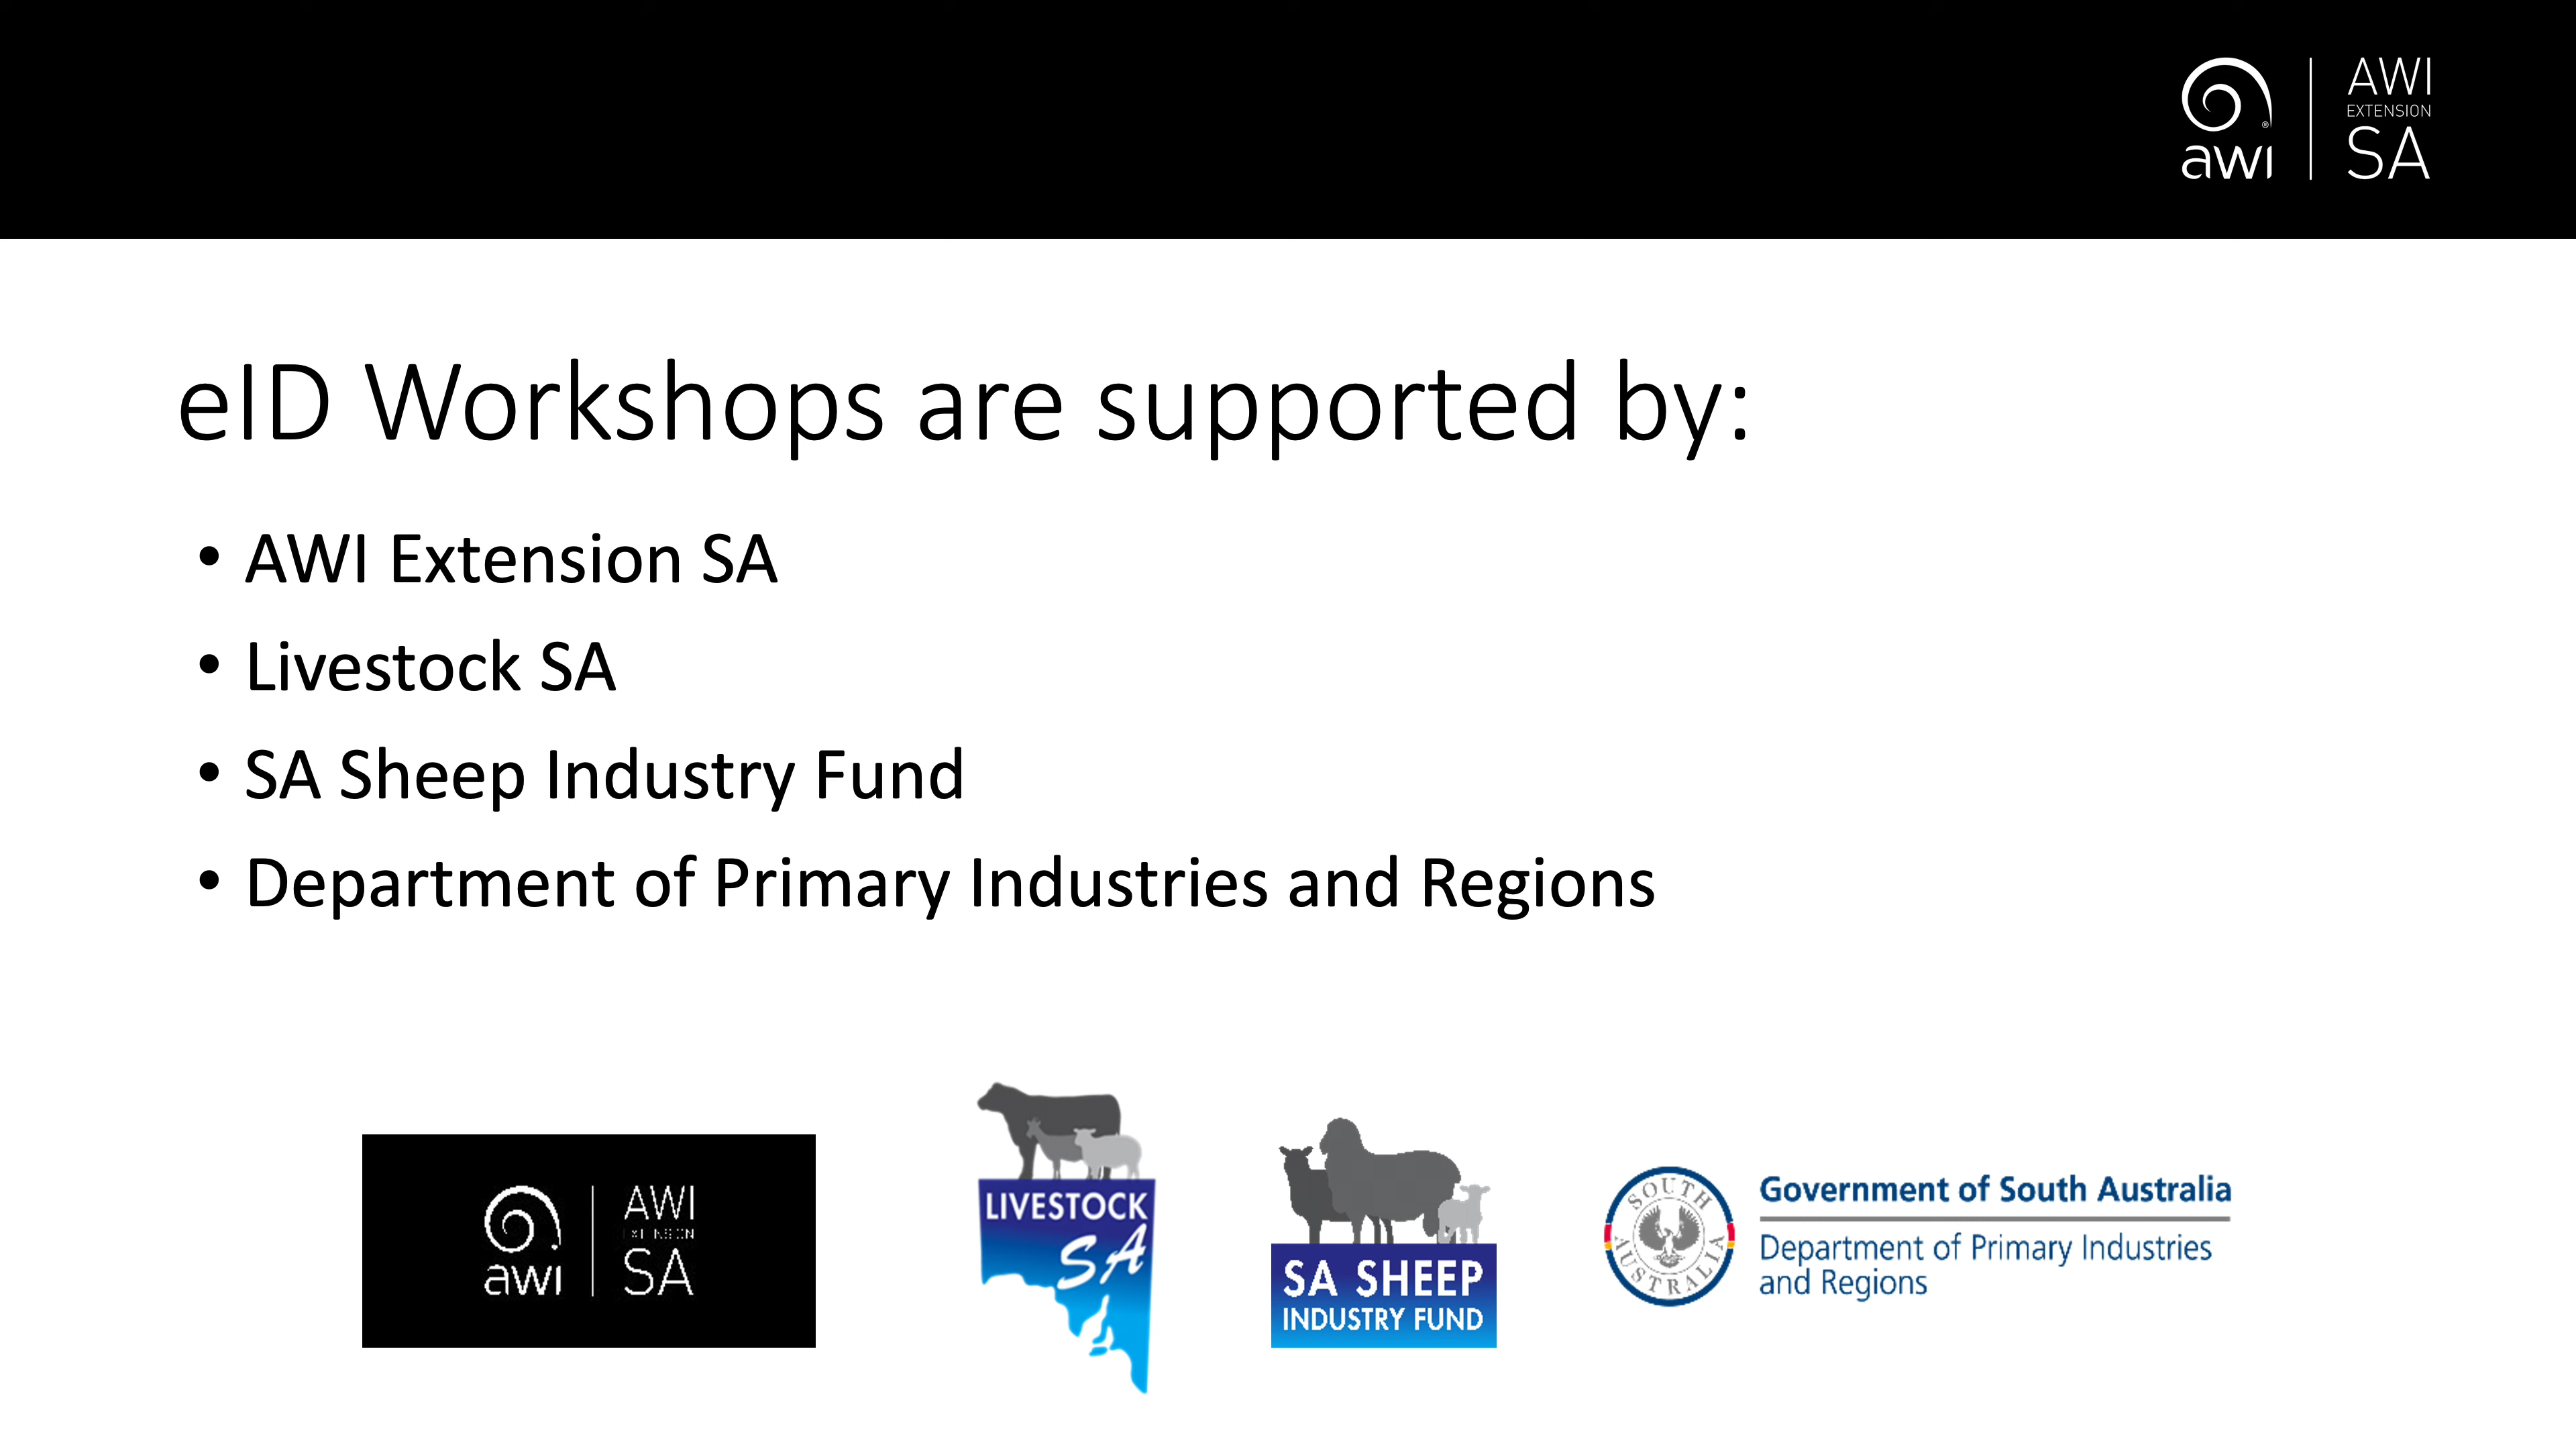 awi
AWI
EXTENSION
SA
eID Workshops are supported by:
• AWI Extension SA
• Livestock SA
• SA Sheep Industry Fund
• Department of Primary Industries and Regions
awi
AWI
EXTENSION
SA
LIVESTOCK
SA
SA SHEEP
INDUSTRY FUND
SOUTH
AUSTRALIA
Government of South Australia
Department of Primary Industries
and Regions